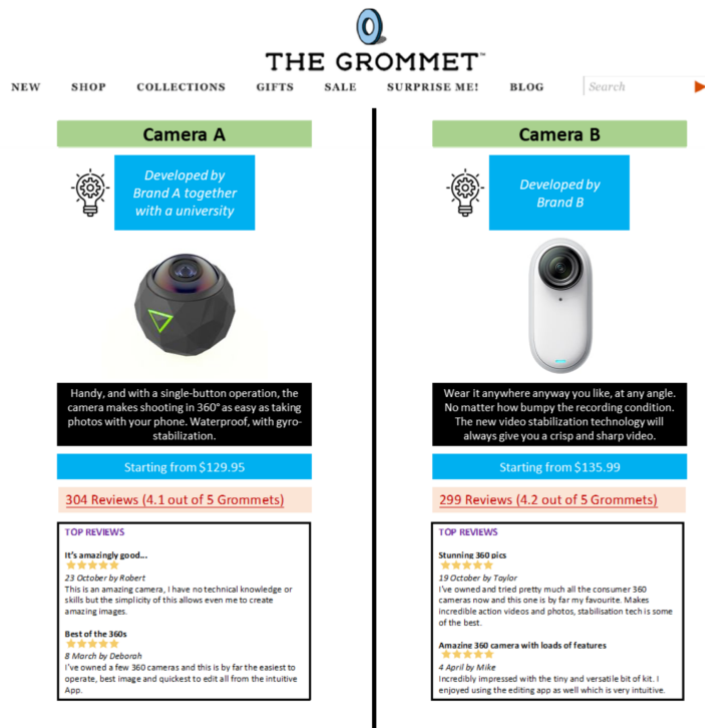 THE GROMMET™
NEW SHOP COLLECTIONS GIFTS SALE SURPRISE ME! BLOG Search
Camera A
Developed by
Brand A together
with a university
Handy, and with a single-button operation, the
camera makes shooting in 360° as easy as taking
photos with your phone. Waterproof, with gyro-
stabilization.
Starting from $129.95
304 Reviews (4.1 out of 5 Grommets)
TOP REVIEWS
It's amazingly good...
23 October by Robert
This is an amazing camera, I have no technical knowledge or
skills but the simplicity of this allows even me to create
amazing images.
Best of the 360s
8 March by Deborah
I've owned a few 360 cameras and this is by far the easiest to
operate, best image and quickest to edit all from the intuitive
App.
Camera B
Developed by
Brand B
Wear it anywhere anyway you like, at any angle.
No matter how bumpy the recording condition.
The new video stabilization technology will
always give you a crisp and sharp video.
Starting from $135.99
299 Reviews (4.2 out of 5 Grommets)
TOP REVIEWS
Stunning 360 pics
19 October by Taylor
I've owned and tried pretty much all the consumer 360
cameras now and this one is by far my favourite. Makes
incredible action videos and photos, stabilisation tech is some
of the best.
Amazing 360 camera with loads of features
4 April by Mike
Incredibly impressed with the tiny and versatile bit of kit. I
enjoyed using the editing app as well which is very intuitive.